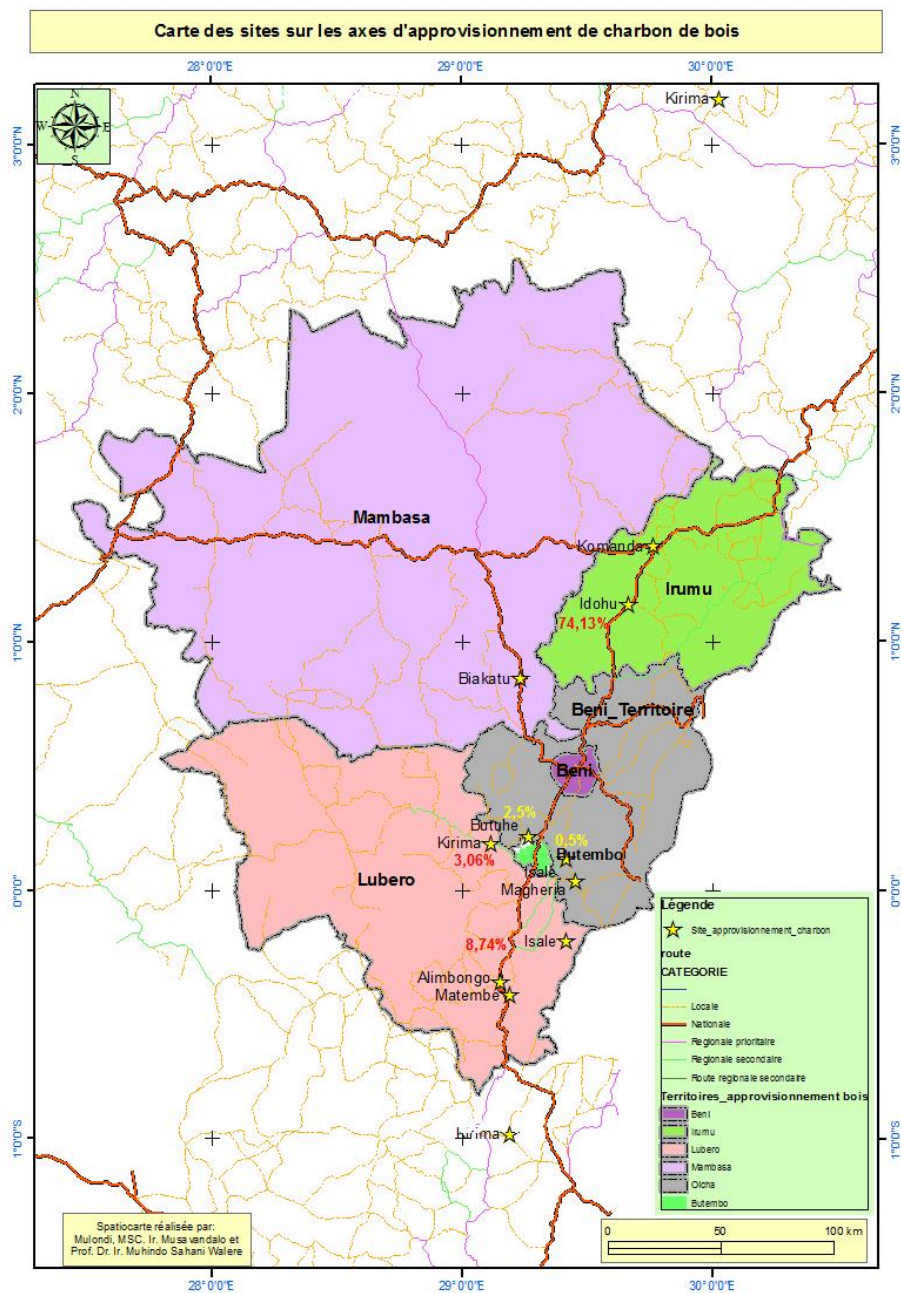 Carte des sites sur les axes d'approvisionnement de charbon de bois
28°0'0"E
29°0'0"E
30°0'0"E
N
W
E
S
Kirima
3°0'0"N
3°0'0"N
2°0'0"N
2°0'0"N
Mambasa
Komanda
Irumu
Idohu
74,13%
1°0'0"N
1°0'0"N
Biakatu
Beni_Territoire
Beni
2,5%
Butuhe
0,5%
Kirima
Butembo
3,06%
Isale
Lubero
Magheria
0°0'0"
0°0'0"
8,74%
Isale
Alimbongo
Matembe
Légende
Site_approvisionnement_charbon
route
CATEGORIE
Locale
Nationale
Regionale prioritaire
Regionale secondaire
Route regionale secondaire
Territoires_approvisionnement bois
Beni
Irumu
Lubero
Mambasa
Oicha
Butembo
1°0'0"S
1°0'0"S
Spatiocarte réalisée par:
Mulondi, MSC. Ir. Musavandalo et
Prof. Dr. Ir. Muhindo Sahani Walere
0
50
100 km
28°0'0"E
29°0'0"E
30°0'0"E